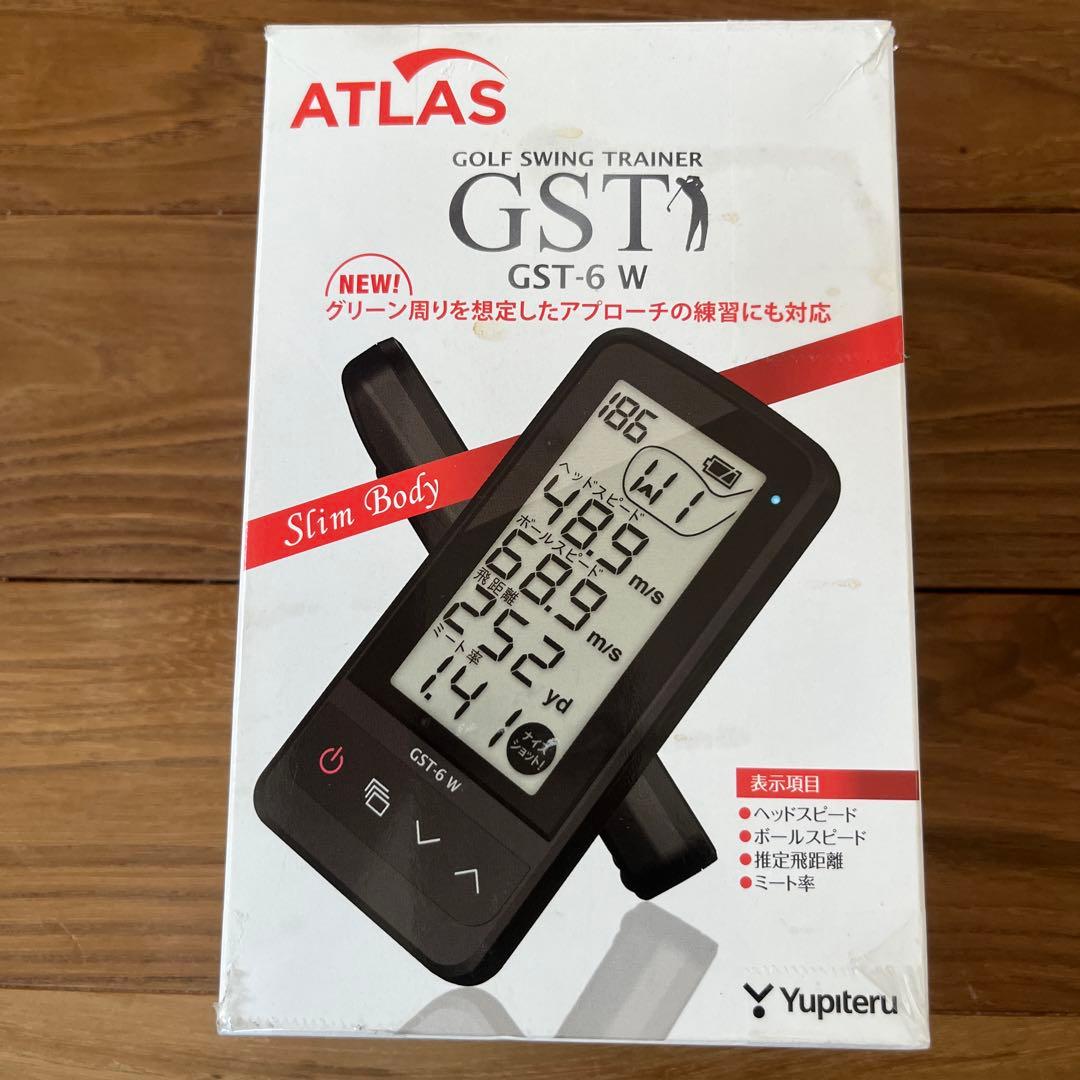 ATLAS
GOLF SWING TRAINER
GST
GST-6 W
NEW!
グリーン周りを想定したアプローチの練習にも対応
Slim Body
186
W1
ヘッドスピード
48.9 m/s
ボールスピード
68.9 m/s
飛距離
252 yd
ミート率
1.41
ナイス
ショット!
GST-6 W
表示項目
●ヘッドスピード
●ボールスピード
●推定飛距離
●ミート率
Yupiteru